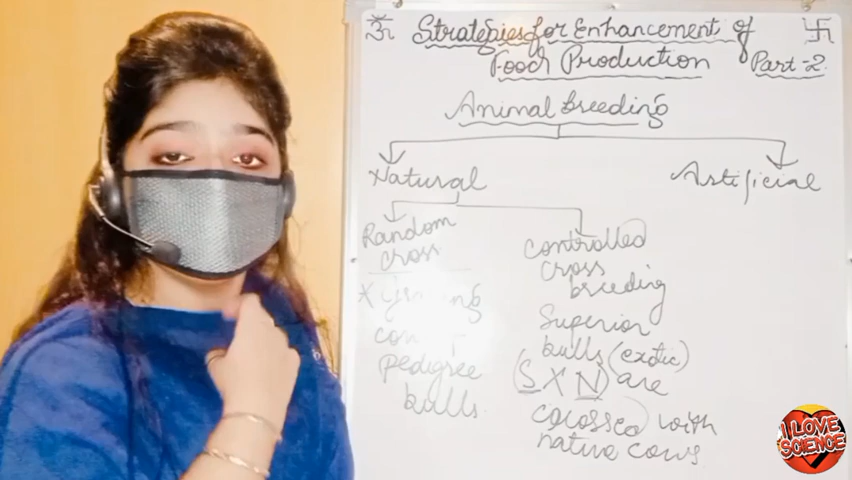 ॐ Strategies for Enhancement of 卐
Food Production Part-2
Animal Breeding
Natural
Artificial
Random
cross
X
pedigree
bulls
controlled
cross
breeding
Superior
bulls (exotic)
(S X N) are
crossed with
native cows
I LOVE
SCIENCE